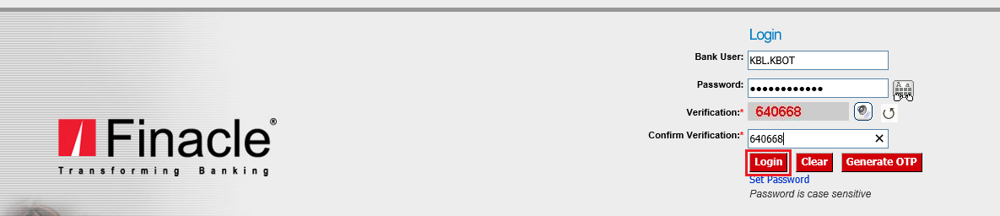 Login
Bank User: KBL.KBOT
Password: ●●●●●●●●●●●●
A a
Verification:* 640668
Finacle®
Transforming Banking
Confirm Verification:* 640668
Login Clear Generate OTP
Set Password
Password is case sensitive